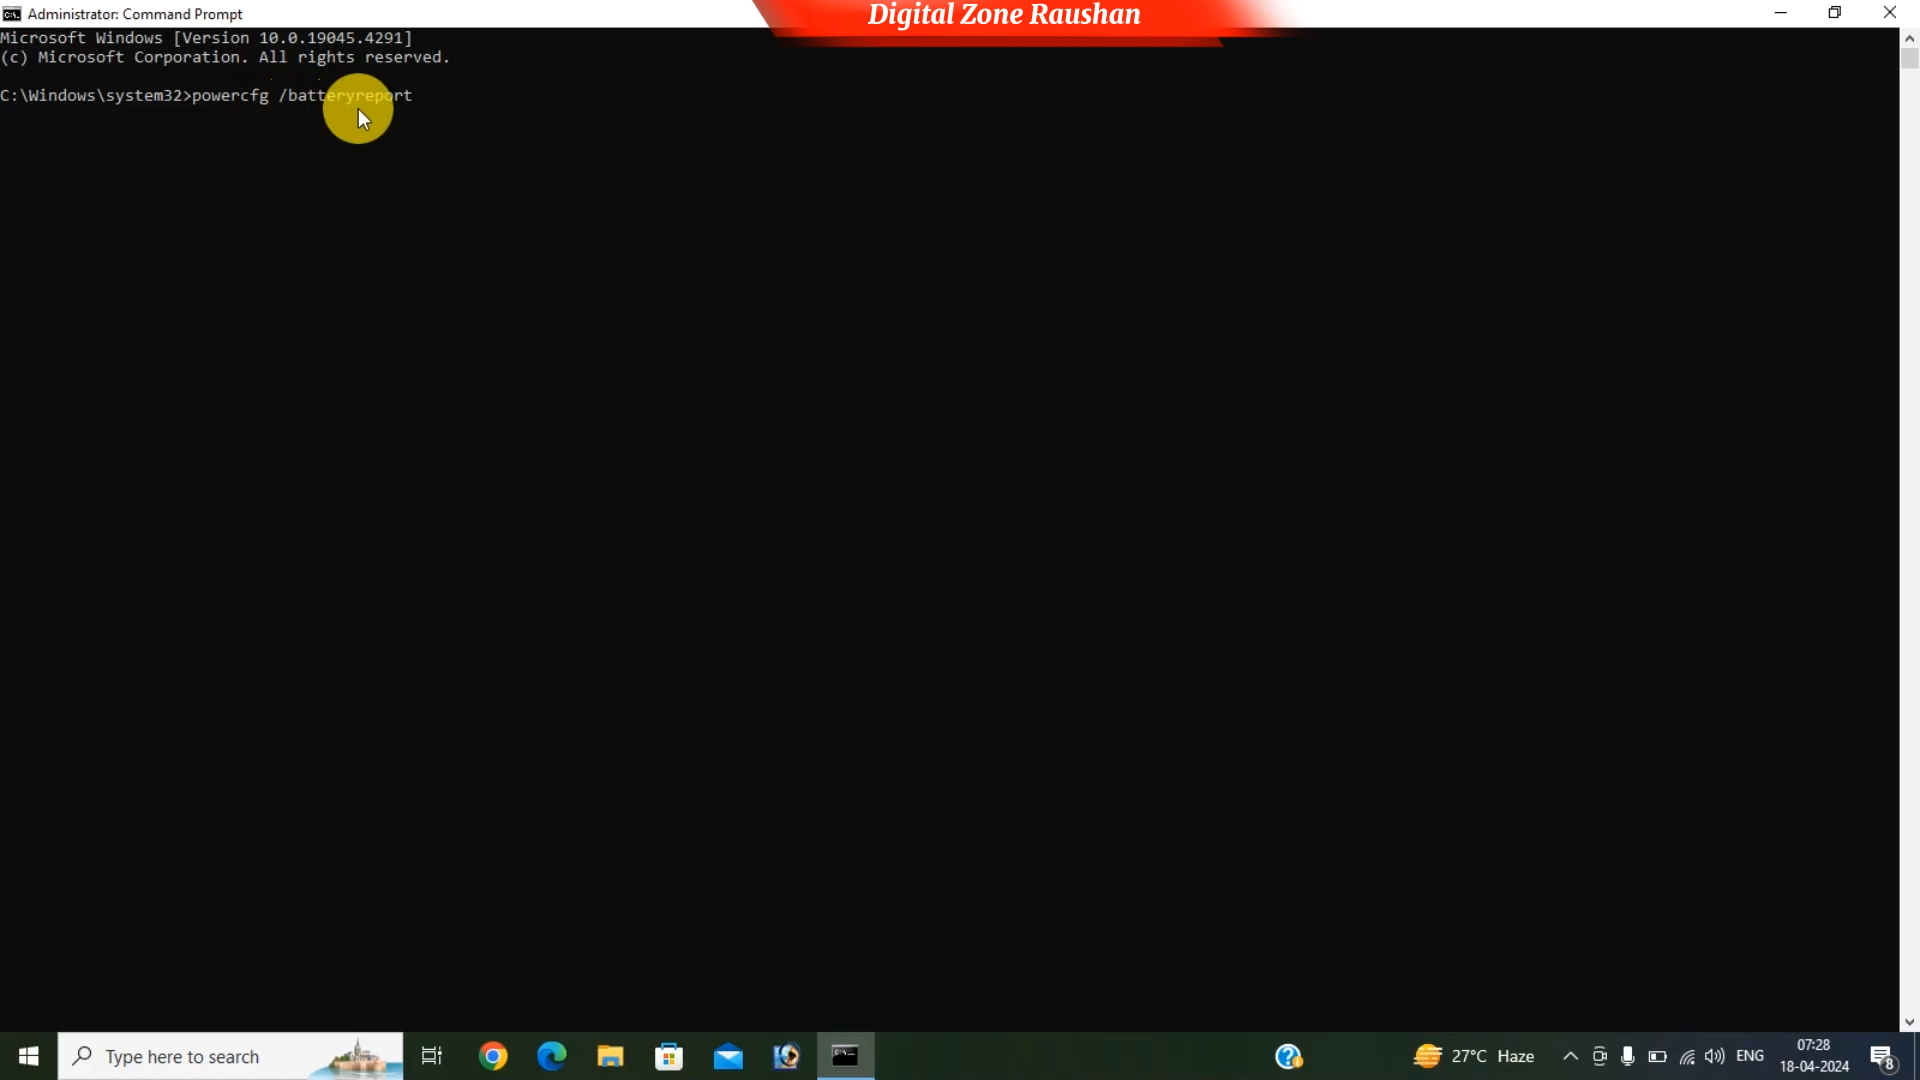 Administrator: Command Prompt
Digital Zone Raushan
Microsoft Windows [Version 10.0.19045.4291]
(c) Microsoft Corporation. All rights reserved.
C:\Windows\system32>powercfg /batteryreport
Type here to search
27°C Haze
ENG
07:28
18-04-2024
8